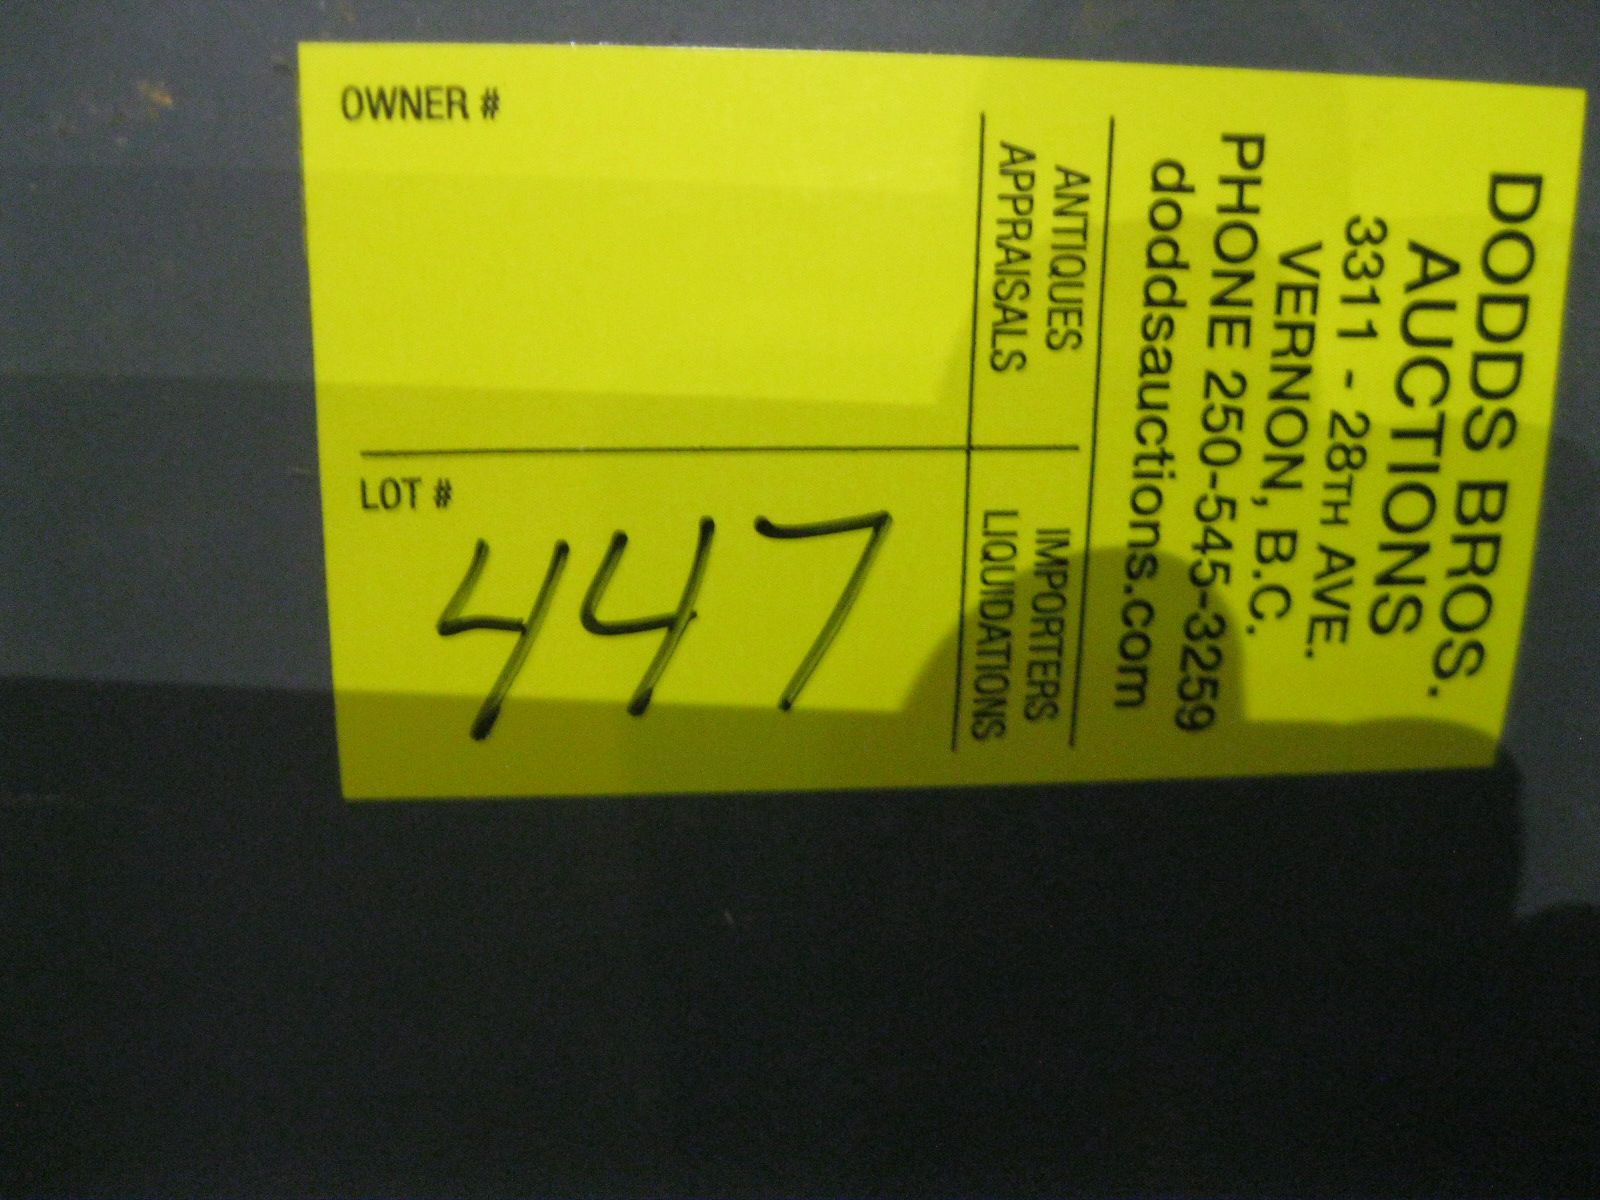 DODDS BROS.
AUCTIONS
3311 - 28TH AVE.
VERNON, B.C.
PHONE 250-545-3259
doddsauctions.com
ANTIQUES
APPRAISALS
IMPORTERS
LIQUIDATIONS
OWNER #
LOT #
447